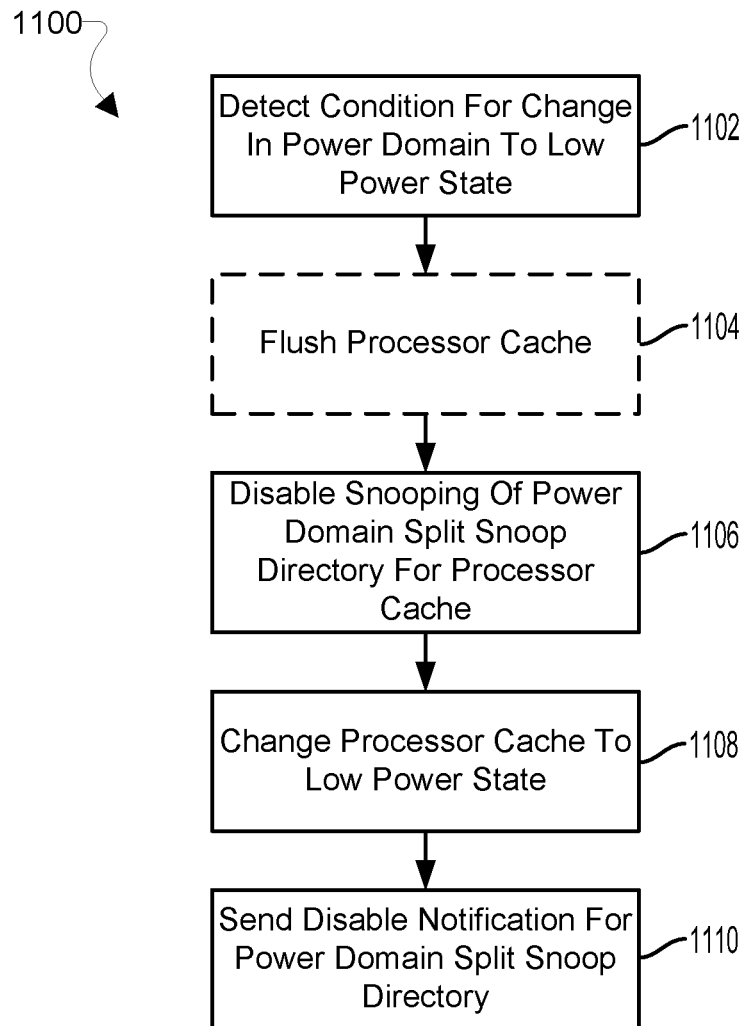 1100
Detect Condition For Change
In Power Domain To Low
Power State
1102
Flush Processor Cache
1104
Disable Snooping Of Power
Domain Split Snoop
Directory For Processor
Cache
1106
Change Processor Cache To
Low Power State
1108
Send Disable Notification For
Power Domain Split Snoop
Directory
1110